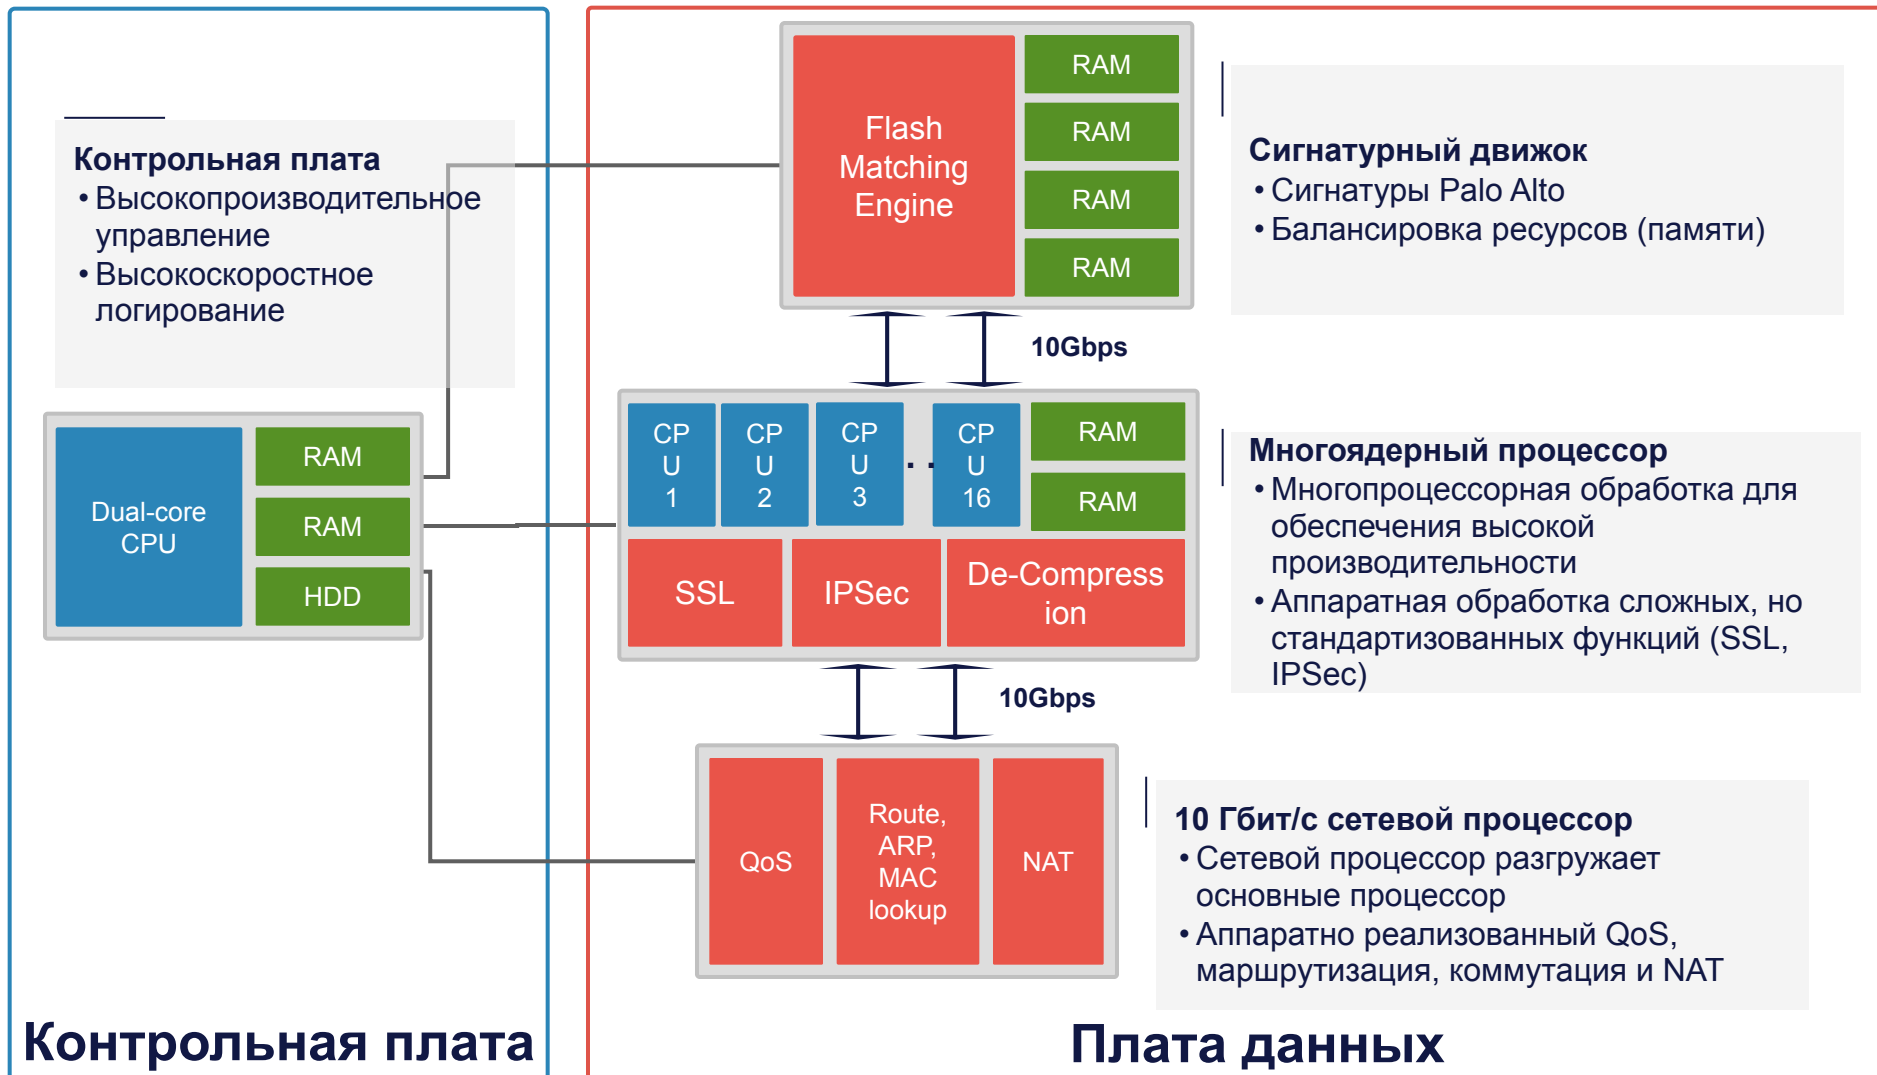 Контрольная плата
• Высокопроизводительное
управление
• Высокоскоростное
логирование
Dual-core
CPU
RAM
RAM
HDD
Контрольная плата
Flash
Matching
Engine
RAM
RAM
RAM
RAM
10Gbps
CP
U
1
CP
U
2
CP
U
3
. .
CP
U
16
RAM
RAM
SSL
IPSec
De-Compress
ion
10Gbps
QoS
Route,
ARP,
MAC
lookup
NAT
Сигнатурный движок
• Сигнатуры Palo Alto
• Балансировка ресурсов (памяти)
Многоядерный процессор
• Многопроцессорная обработка для
обеспечения высокой
производительности
• Аппаратная обработка сложных, но
стандартизованных функций (SSL,
IPSec)
10 Гбит/с сетевой процессор
• Сетевой процессор разгружает
основные процессор
• Аппаратно реализованный QoS,
маршрутизация, коммутация и NAT
Плата данных